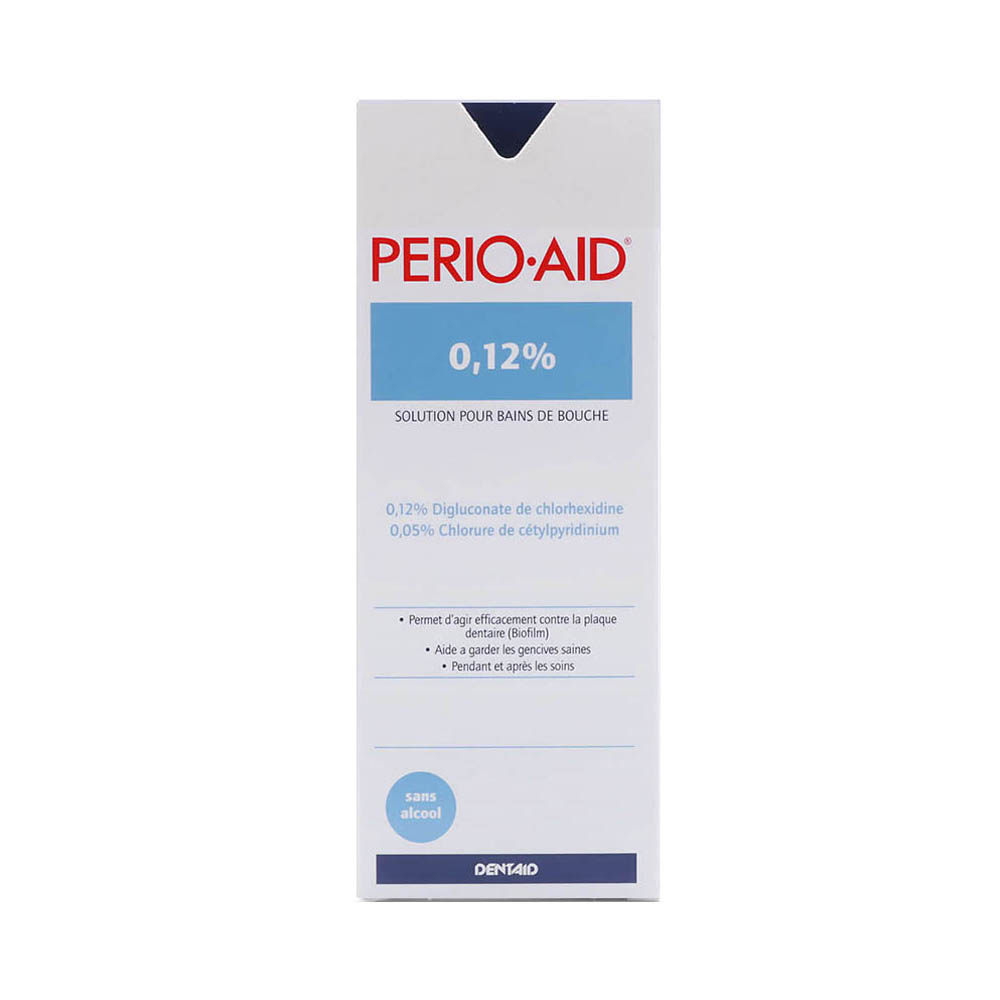 PERIO·AID®
0,12%
SOLUTION POUR BAINS DE BOUCHE
0,12% Digluconate de chlorhexidine
0,05% Chlorure de cétylpyridinium
• Permet d'agir efficacement contre la plaque
dentaire (Biofilm)
• Aide a garder les gencives saines
• Pendant et après les soins
sans
alcool
DENTAID